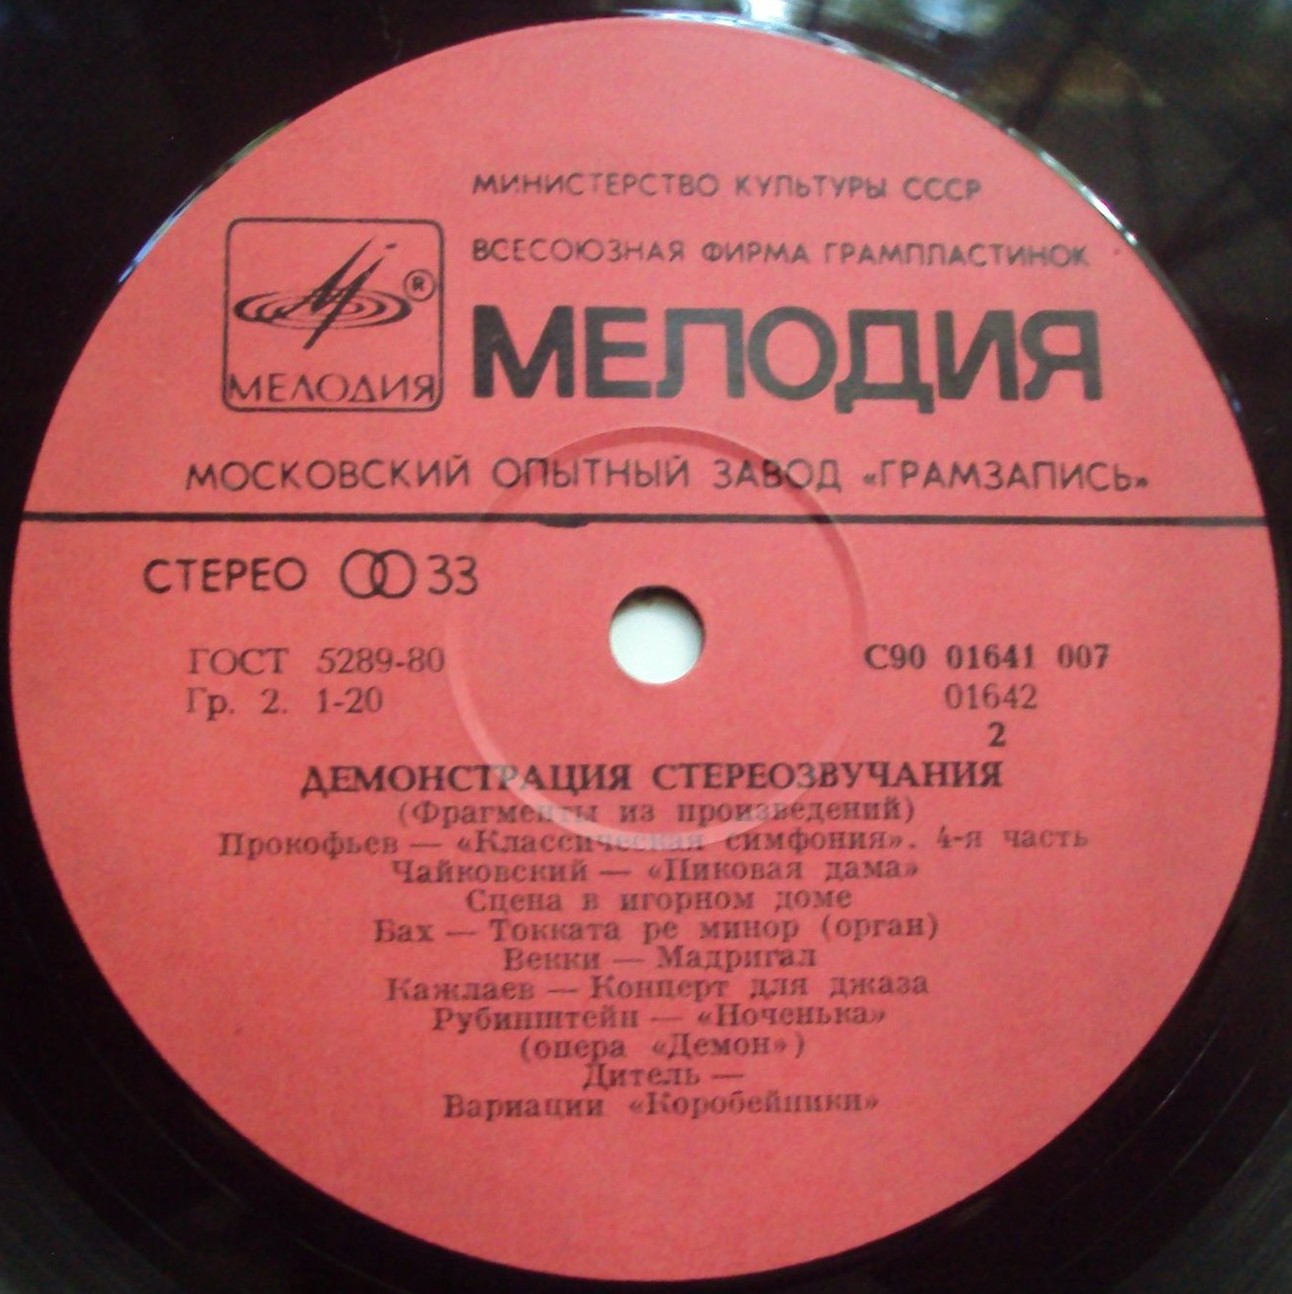 МИНИСТЕРСТВО КУЛЬТУРЫ СССР
ВСЕСОЮЗНАЯ ФИРМА ГРАМПЛАСТИНОК
МЕЛОДИЯ
®
МЕЛОДИЯ
МОСКОВСКИЙ ОПЫТНЫЙ ЗАВОД «ГРАМЗАПИСЬ»
СТЕРЕО 33
ГОСТ 5289-80
Гр. 2. 1-20
С90 01641 007
01642
2
ДЕМОНСТРАЦИЯ СТЕРЕОЗВУЧАНИЯ
(Фрагменты из произведений)
Прокофьев — «Классическая симфония». 4-я часть
Чайковский — «Пиковая дама»
Сцена в игорном доме
Бах — Токката ре минор (орган)
Векки — Мадригал
Кажлаев — Концерт для джаза
Рубинштейн — «Ноченька»
(опера «Демон»)
Дитель —
Вариации «Коробейники»